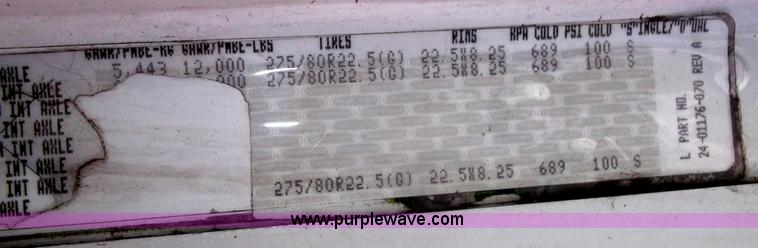 GAWR/PNBE-KG GAWR/PNBE-LBS TIRES RIMS KPA COLD PSI COLD "S"INGLE/"D"UAL
AXLE 5,443 12,000 275/80R22.5(G) 22.5X8.25 689 100 S
INT AXLE 000 275/80R22.5(G) 22.5X8.25 689 100 S
INT AXLE
INT AXLE
INT AXLE
INT AXLE
INT AXLE
AXLE 275/80R22.5(G) 22.5X8.25 689 100 S
L PART NO.
24-01176-070 REV A
www.purplewave.com